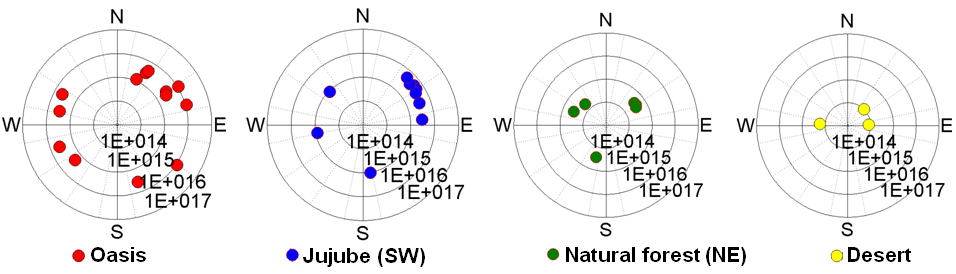 N N N N
W E W E W E W E
1E+014 1E+014 1E+014 1E+014
1E+015 1E+015 1E+015 1E+015
1E+016 1E+016 1E+016 1E+016
1E+017 1E+017 1E+017 1E+017
S S S S
Oasis Jujube (SW) Natural forest (NE) Desert